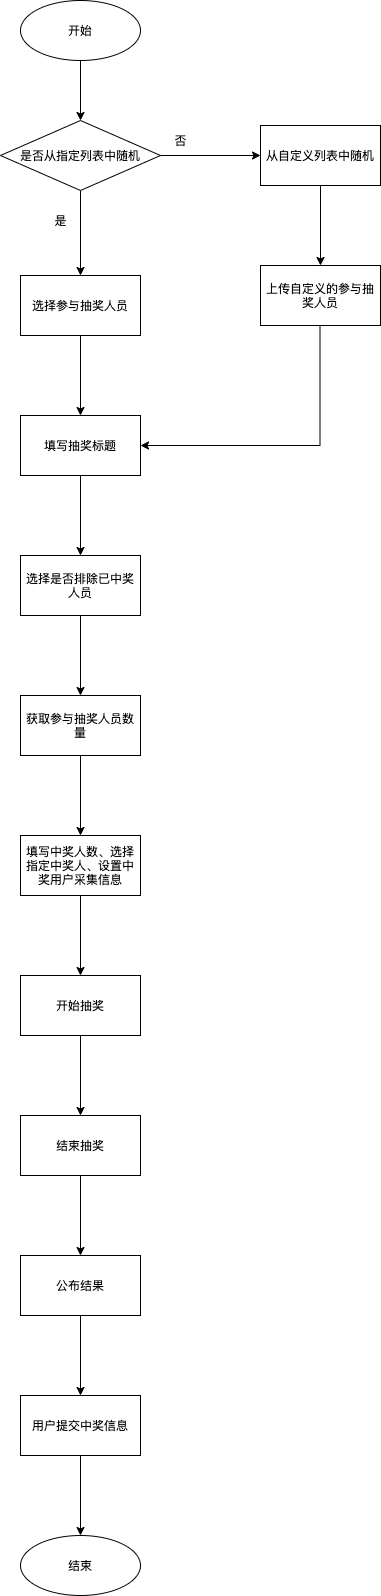 开始
是否从指定列表中随机
否
从自定义列表中随机
是
选择参与抽奖人员
上传自定义的参与抽
奖人员
填写抽奖标题
选择是否排除已中奖
人员
获取参与抽奖人员数
量
填写中奖人数、选择
指定中奖人、设置中
奖用户采集信息
开始抽奖
结束抽奖
公布结果
用户提交中奖信息
结束